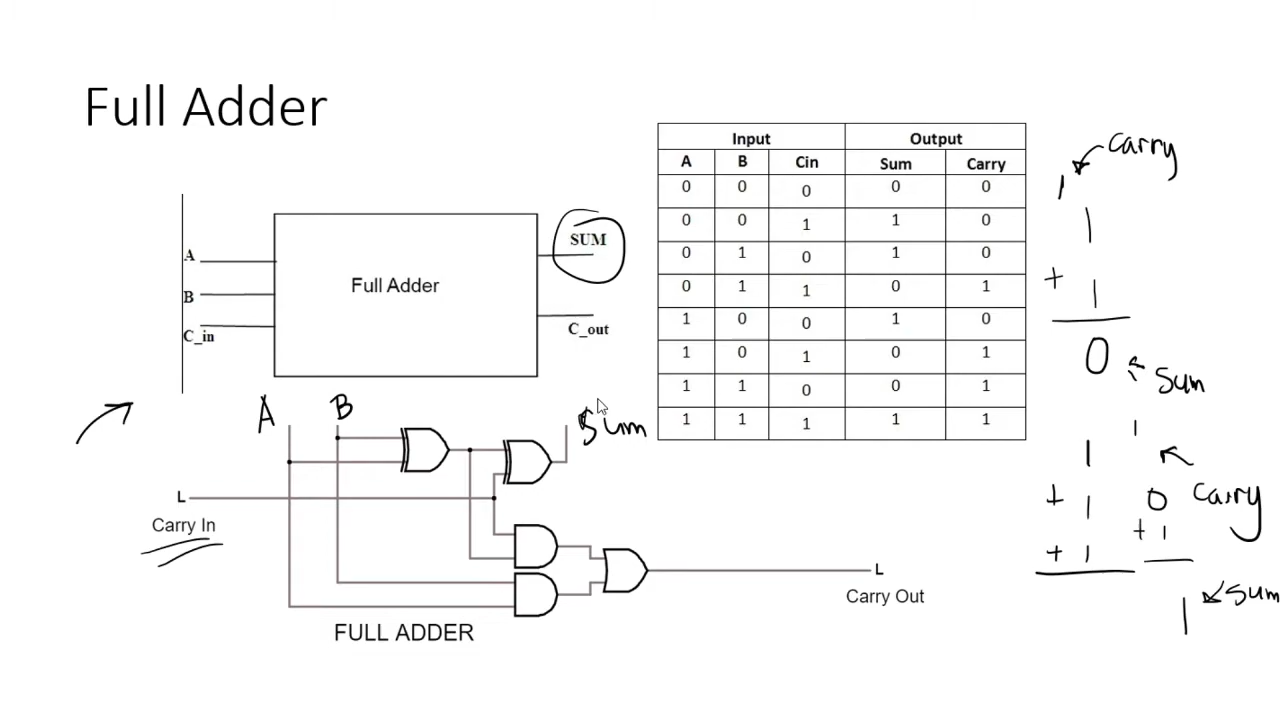 Full Adder
A
B
C_in
Full Adder
SUM
C_out
Input Output
A B Cin Sum Carry
0 0 0 0 0
0 0 1 1 0
0 1 0 1 0
0 1 1 0 1
1 0 0 1 0
1 0 1 0 1
1 1 0 0 1
1 1 1 1 1
A B Sum
L
Carry In
L
Carry Out
FULL ADDER
Carry
1
1
+ 1
0
Sum
1
1
+ 1
+ 1
Carry
0
+ 1
1
Sum